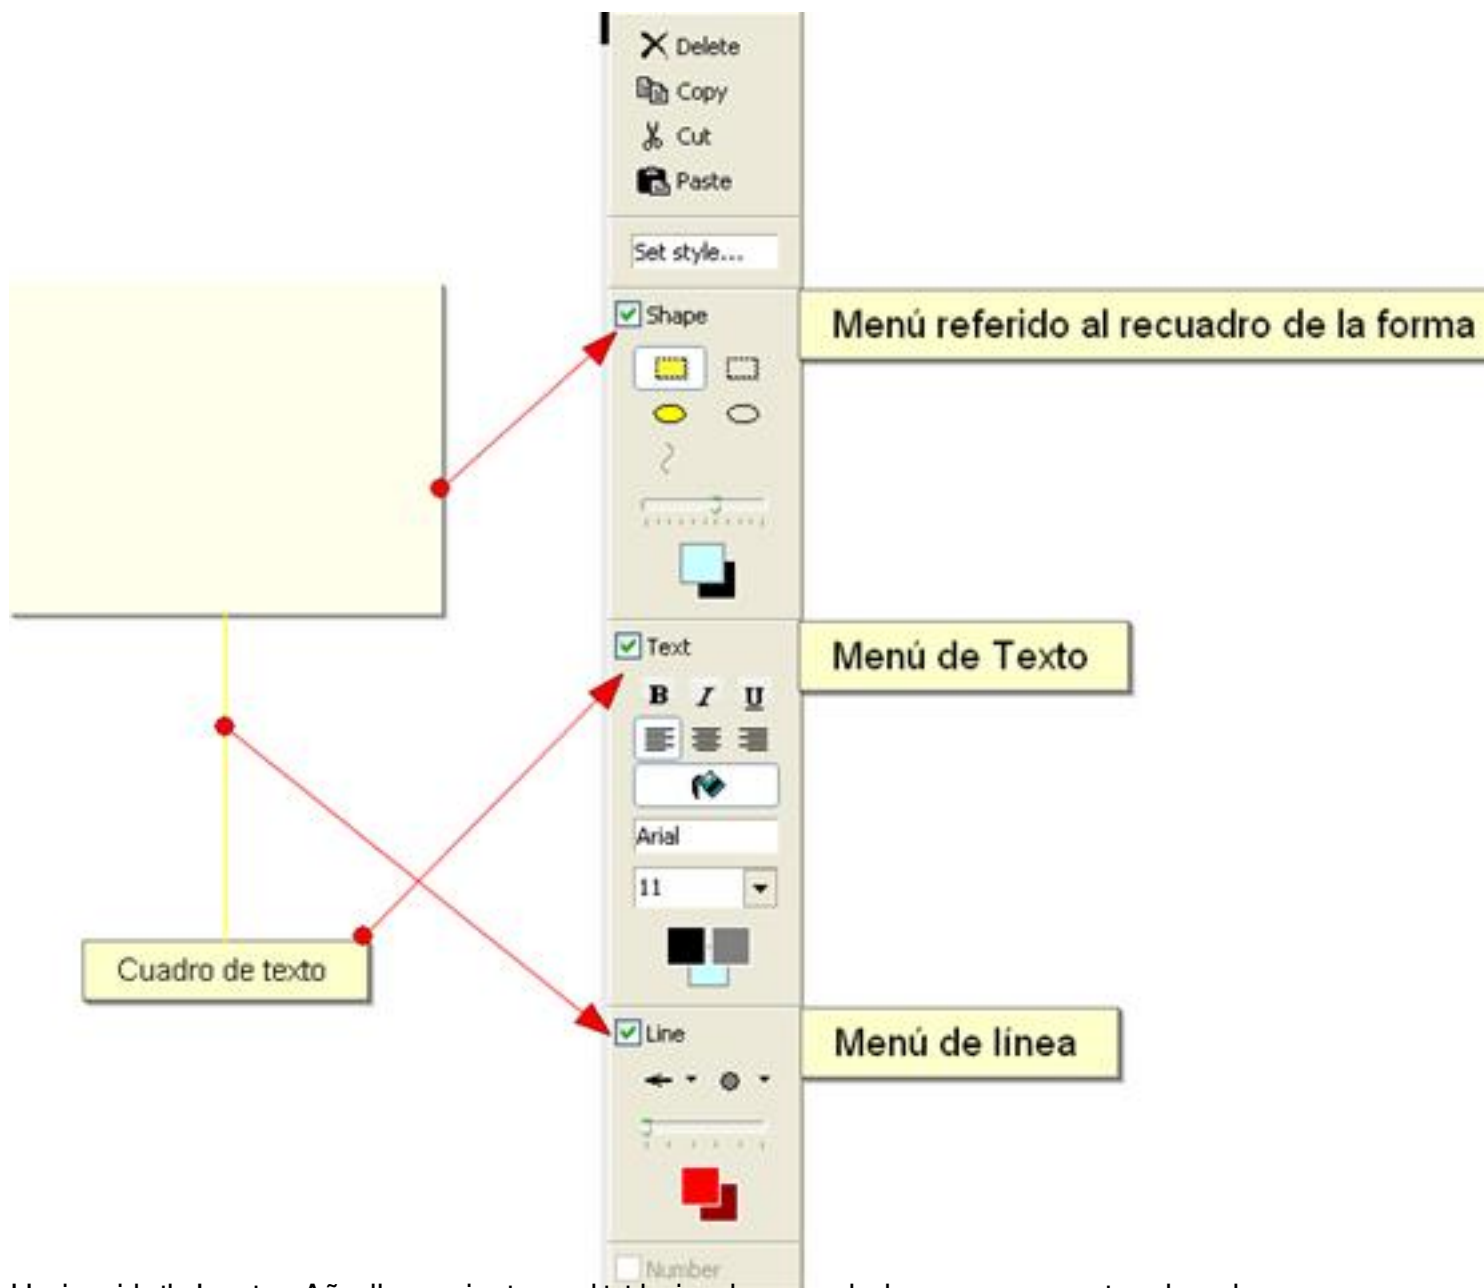 Delete
Copy
Cut
Paste
Set style...
Shape
Menú referido al recuadro de la forma
Text
Menú de Texto
B I U
Arial
11
Cuadro de texto
Line
Menú de línea
Number